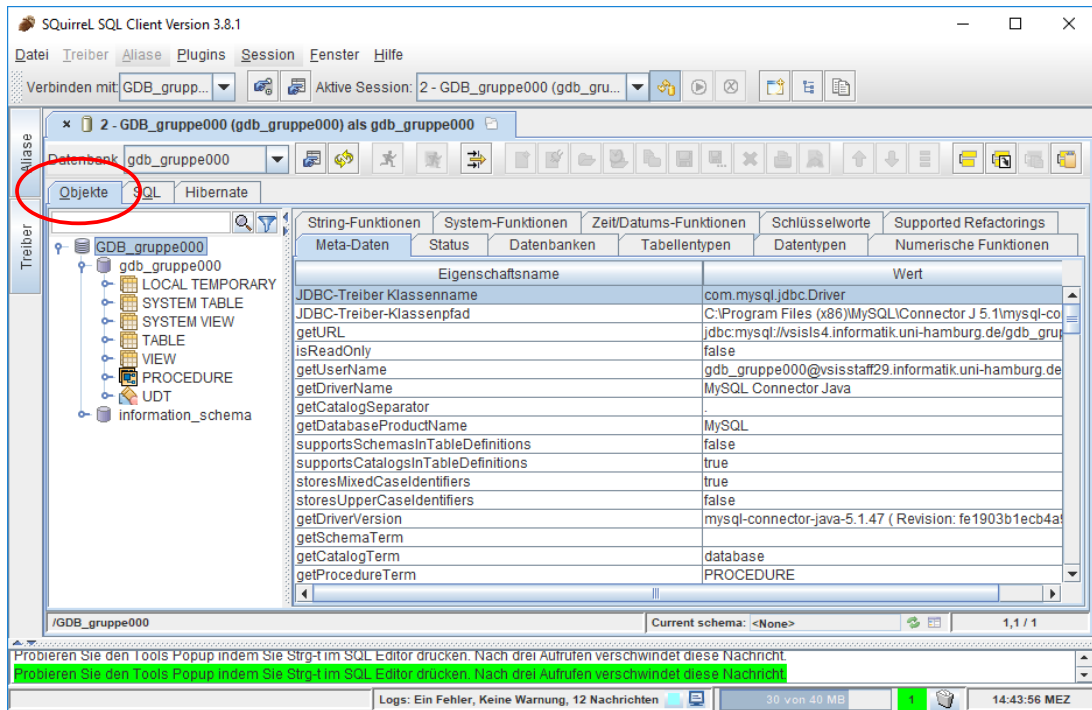 SQuirreL SQL Client Version 3.8.1
Datei Treiber Aliase Plugins Session Fenster Hilfe
Verbinden mit: GDB_grupp... Aktive Session: 2 - GDB_gruppe000 (gdb_gru...
Aliase
Treiber
2 - GDB_gruppe000 (gdb_gruppe000) als gdb_gruppe000
Datenbank gdb_gruppe000
Objekte SQL Hibernate
GDB_gruppe000
gdb_gruppe000
LOCAL TEMPORARY
SYSTEM TABLE
SYSTEM VIEW
TABLE
VIEW
PROCEDURE
UDT
information_schema
String-Funktionen System-Funktionen Zeit/Datums-Funktionen Schlüsselworte Supported Refactorings
Meta-Daten Status Datenbanken Tabellentypen Datentypen Numerische Funktionen
Eigenschaftsname Wert
JDBC-Treiber Klassenname com.mysql.jdbc.Driver
JDBC-Treiber-Klassenpfad C:\Program Files (x86)\MySQL\Connector J 5.1\mysql-co
getURL jdbc:mysql://vsisls4.informatik.uni-hamburg.de/gdb_grup
isReadOnly false
getUserName gdb_gruppe000@vsisstaff29.informatik.uni-hamburg.de
getDriverName MySQL Connector Java
getCatalogSeparator .
getDatabaseProductName MySQL
supportsSchemasInTableDefinitions false
supportsCatalogsInTableDefinitions true
storesMixedCaseIdentifiers true
storesUpperCaseIdentifiers false
getDriverVersion mysql-connector-java-5.1.47 ( Revision: fe1903b1ecb4a
getSchemaTerm
getCatalogTerm database
getProcedureTerm PROCEDURE
/GDB_gruppe000 Current schema: <None> 1,1 / 1
Probieren Sie den Tools Popup indem Sie Strg-t im SQL Editor drücken. Nach drei Aufrufen verschwindet diese Nachricht.
Probieren Sie den Tools Popup indem Sie Strg-t im SQL Editor drücken. Nach drei Aufrufen verschwindet diese Nachricht.
Logs: Ein Fehler, Keine Warnung, 12 Nachrichten 30 von 40 MB 1 14:43:56 MEZ